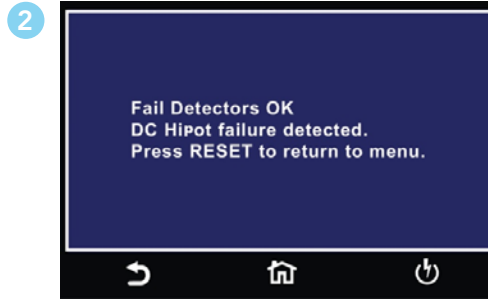 2
Fail Detectors OK
DC Hipot failure detected.
Press RESET to return to menu.